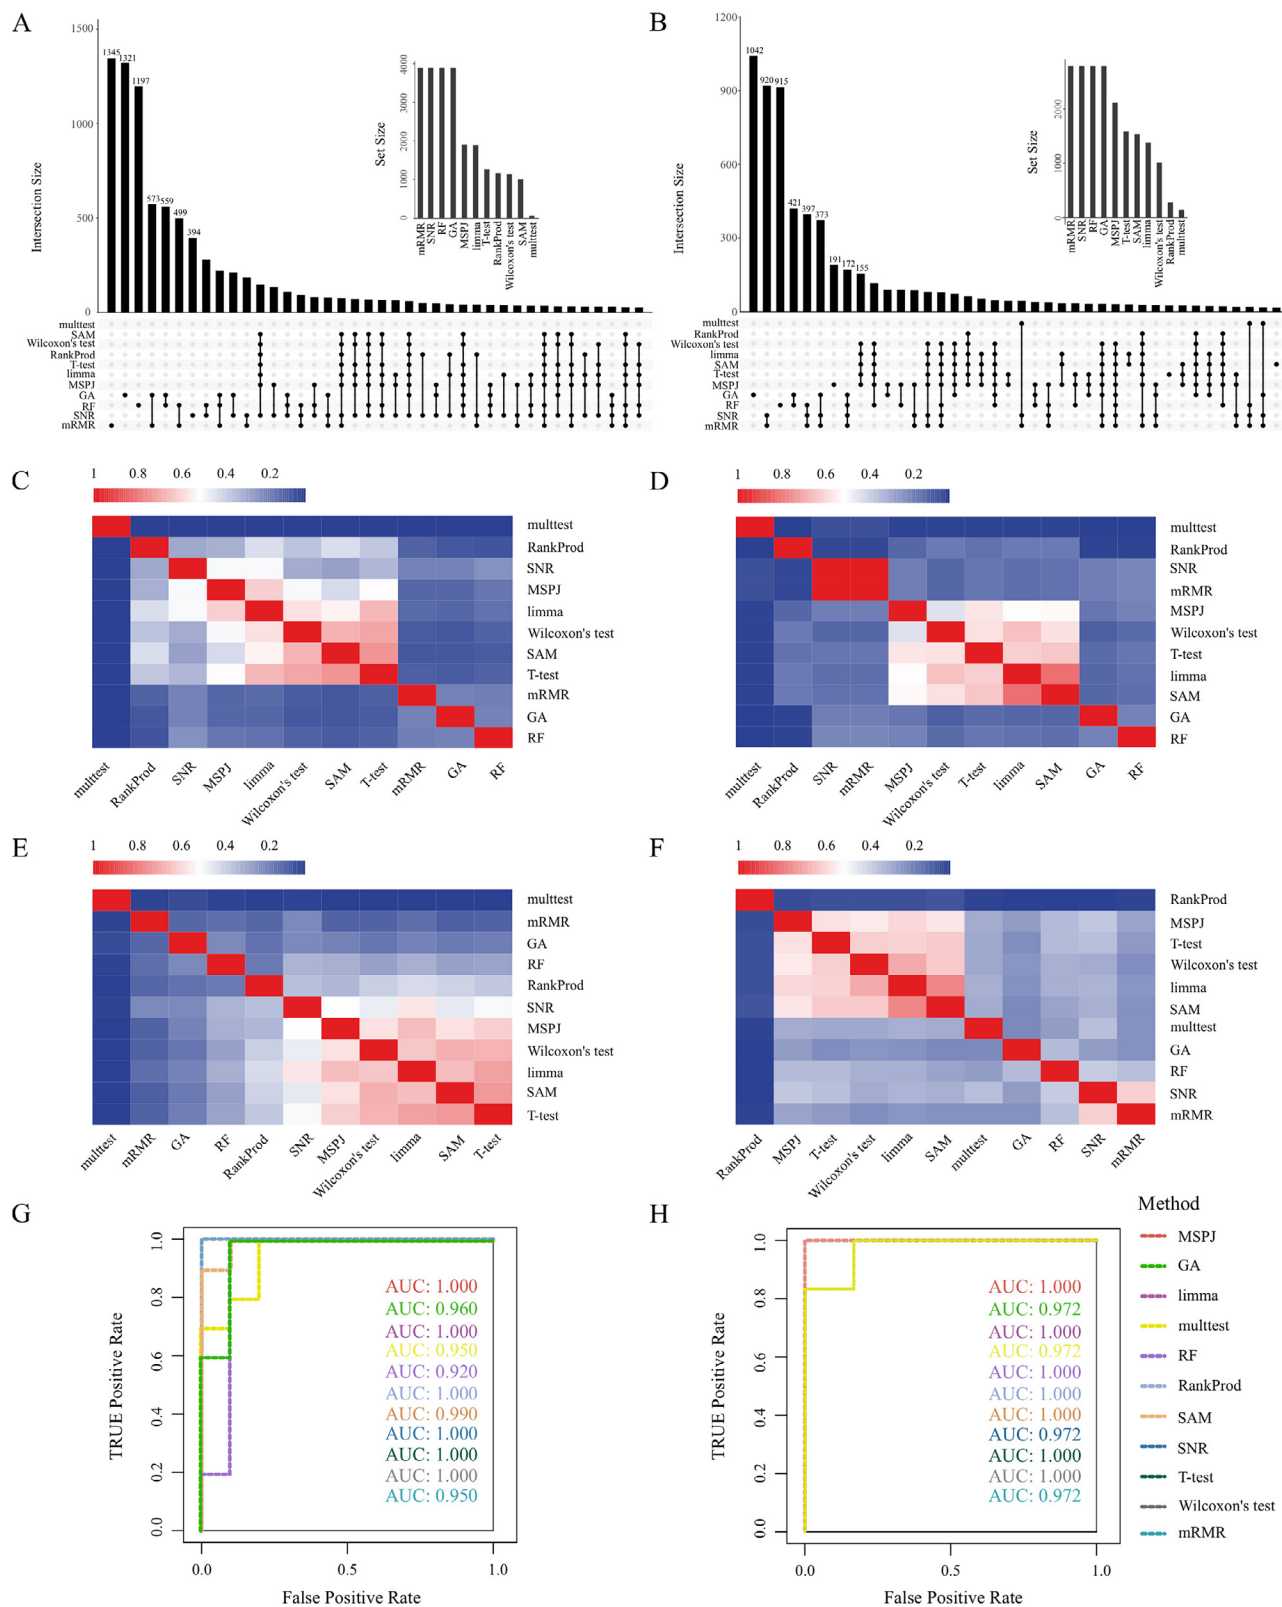 A
Intersection Size
1500
1000
500
0
1345
1321
1197
573
559
499
394
Set Size
4000
3000
2000
1000
0
mRMR
SNR
RF
GA
MSPJ
limma
T-test
RankProd
Wilcoxon's test
SAM
multtest
multtest
SAM
Wilcoxon's test
RankProd
T-test
limma
MSPJ
GA
RF
SNR
mRMR
B
Intersection Size
1200
900
600
300
0
1042
920
915
421
397
373
191
172
155
Set Size
2000
1000
0
mRMR
SNR
RF
GA
MSPJ
T-test
SAM
limma
Wilcoxon's test
RankProd
multtest
multtest
RankProd
Wilcoxon's test
limma
SAM
T-test
MSPJ
GA
RF
SNR
mRMR
C
1 0.8 0.6 0.4 0.2
multtest
RankProd
SNR
MSPJ
limma
Wilcoxon's test
SAM
T-test
mRMR
GA
RF
multtest RankProd SNR MSPJ limma Wilcoxon's test SAM T-test mRMR GA RF
D
1 0.8 0.6 0.4 0.2
multtest
RankProd
SNR
mRMR
MSPJ
Wilcoxon's test
T-test
limma
SAM
GA
RF
multtest RankProd SNR mRMR MSPJ Wilcoxon's test T-test limma SAM GA RF
E
1 0.8 0.6 0.4 0.2
multtest
mRMR
GA
RF
RankProd
SNR
MSPJ
Wilcoxon's test
limma
SAM
T-test
multtest mRMR GA RF RankProd SNR MSPJ Wilcoxon's test limma SAM T-test
F
1 0.8 0.6 0.4 0.2
RankProd
MSPJ
T-test
Wilcoxon's test
limma
SAM
multtest
GA
RF
SNR
mRMR
RankProd MSPJ T-test Wilcoxon's test limma SAM multtest GA RF SNR mRMR
G
TRUE Positive Rate
1.0
0.8
0.6
0.4
0.2
0.0
AUC: 1.000
AUC: 0.960
AUC: 1.000
AUC: 0.950
AUC: 0.920
AUC: 1.000
AUC: 0.990
AUC: 1.000
AUC: 1.000
AUC: 1.000
AUC: 0.950
0.0 0.5 1.0
False Positive Rate
H
TRUE Positive Rate
1.0
0.8
0.6
0.4
0.2
0.0
AUC: 1.000
AUC: 0.972
AUC: 1.000
AUC: 0.972
AUC: 1.000
AUC: 1.000
AUC: 1.000
AUC: 0.972
AUC: 1.000
AUC: 1.000
AUC: 0.972
0.0 0.5 1.0
False Positive Rate
Method
MSPJ
GA
limma
multtest
RF
RankProd
SAM
SNR
T-test
Wilcoxon's test
mRMR